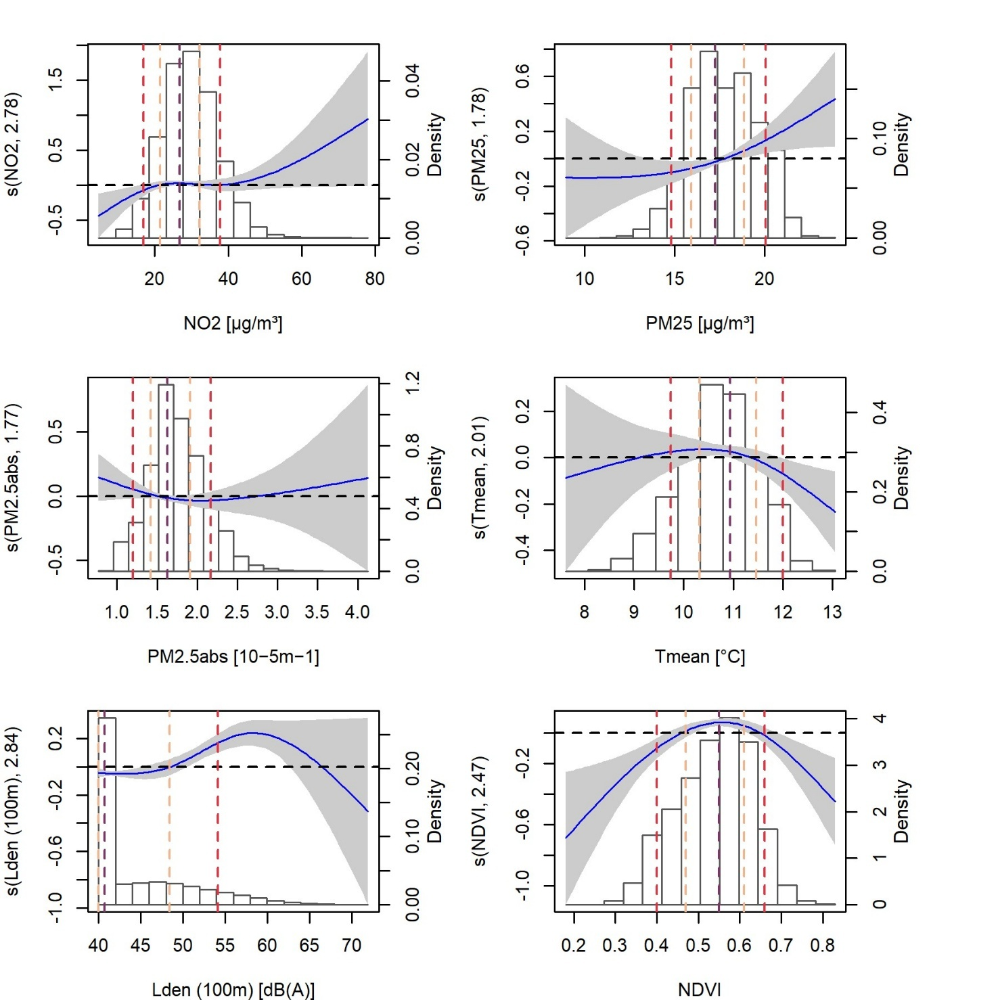 s(NO2, 2.78)
-0.5 0.5 1.5
0.00 0.02 0.04
Density
20 40 60 80
NO2 [µg/m³]
s(PM25, 1.78)
-0.6 -0.2 0.2 0.6
0.00 0.10
Density
10 15 20
PM25 [µg/m³]
s(PM2.5abs, 1.77)
-0.5 0.0 0.5
0.0 0.4 0.8 1.2
Density
1.0 1.5 2.0 2.5 3.0 3.5 4.0
PM2.5abs [10−5m−1]
s(Tmean, 2.01)
-0.4 -0.2 0.0 0.2
0.0 0.2 0.4
Density
8 9 10 11 12 13
Tmean [°C]
s(Lden (100m), 2.84)
-1.0 -0.6 -0.2 0.2
0.00 0.10 0.20
Density
40 45 50 55 60 65 70
Lden (100m) [dB(A)]
s(NDVI, 2.47)
-1.0 -0.6 -0.2
0 1 2 3 4
Density
0.2 0.3 0.4 0.5 0.6 0.7 0.8
NDVI